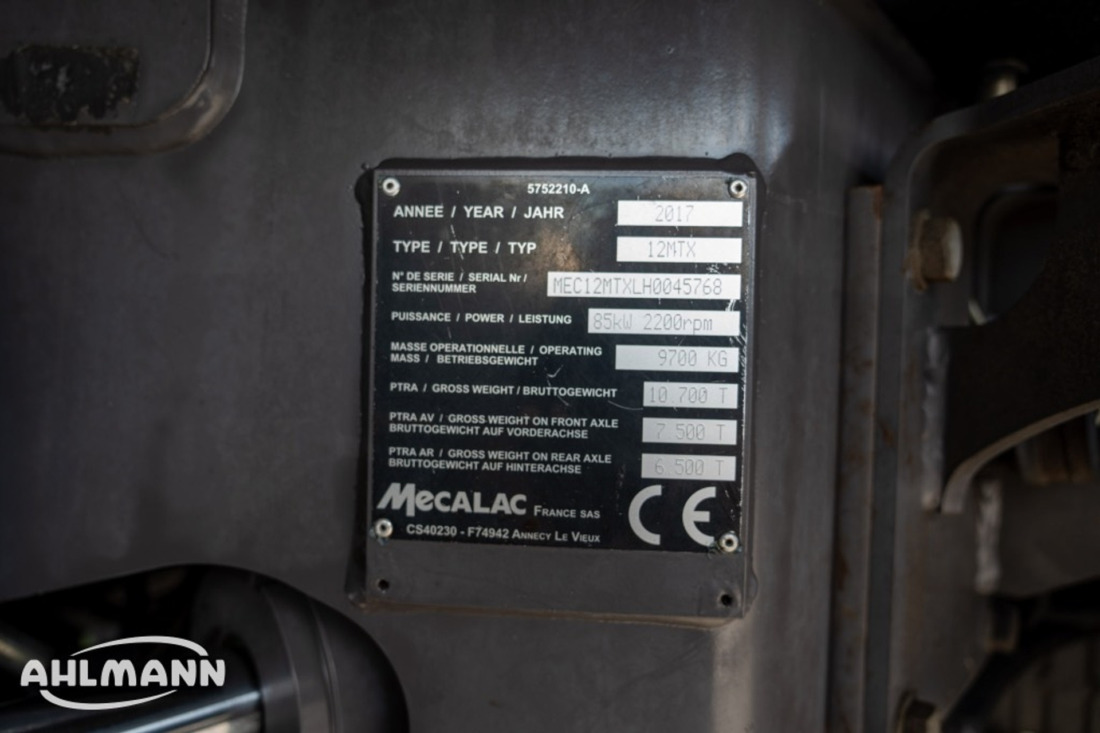 5752210-A
ANNEE / YEAR / JAHR 2017
TYPE / TYPE / TYP 12MTX
N° DE SERIE / SERIAL Nr /
SERIENNUMMER MEC12MTXLH0045768
PUISSANCE / POWER / LEISTUNG 85kW 2200rpm
MASSE OPERATIONNELLE / OPERATING
MASS / BETRIEBSGEWICHT 9700 KG
PTRA / GROSS WEIGHT / BRUTTOGEWICHT 10.700 T
PTRA AV / GROSS WEIGHT ON FRONT AXLE
BRUTTOGEWICHT AUF VORDERACHSE 7.500 T
PTRA AR / GROSS WEIGHT ON REAR AXLE
BRUTTOGEWICHT AUF HINTERACHSE 6.500 T
MECALAC FRANCE SAS
CS40230 - F74942 ANNECY LE VIEUX
CE
AHLMANN